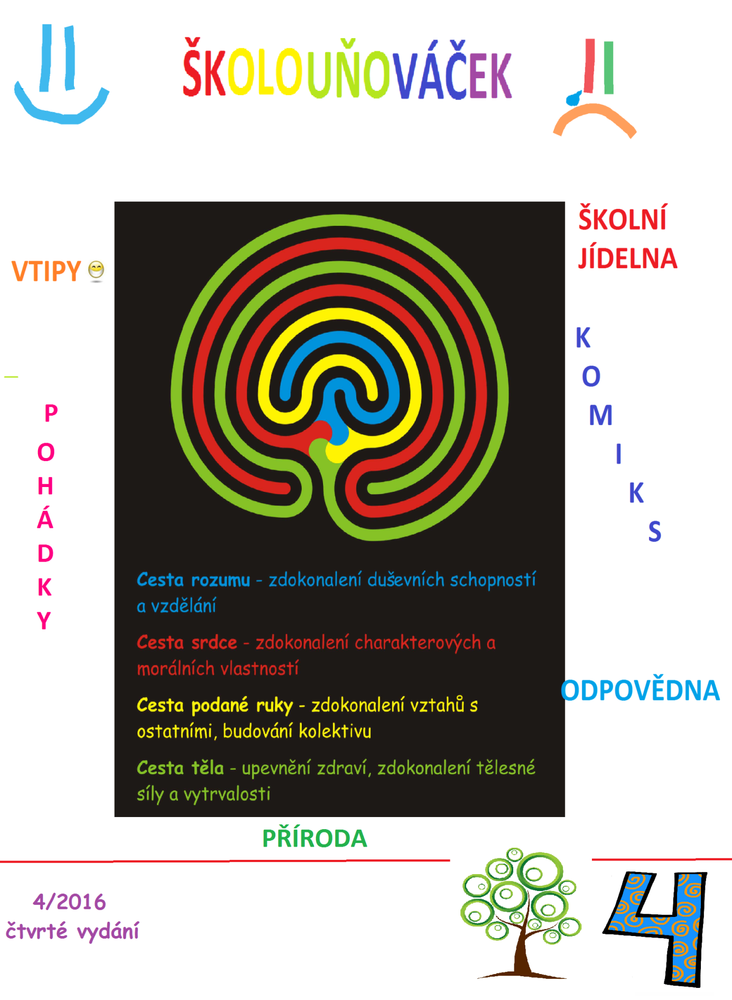 ŠKOLOUŇOVÁČEK
ŠKOLNÍ
JÍDELNA
VTIPY
KOMIKS
POHÁDKY
Cesta rozumu - zdokonalení duševních schopností
a vzdělání
Cesta srdce - zdokonalení charakterových a
morálních vlastností
Cesta podané ruky - zdokonalení vztahů s
ostatními, budování kolektivu
Cesta těla - upevnění zdraví, zdokonalení tělesné
síly a vytrvalosti
ODPOVĚDNA
PŘÍRODA
4/2016
čtvrté vydání
4